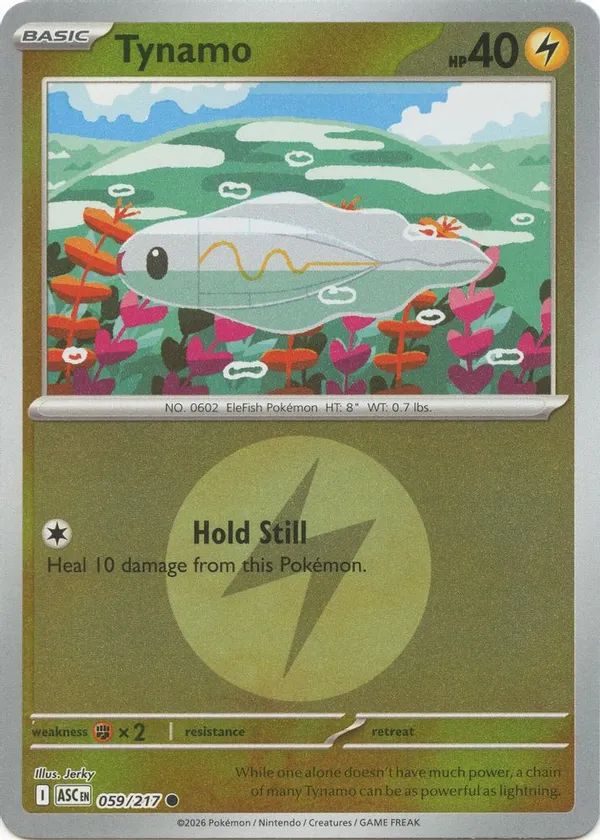 BASIC
Tynamo
HP 40
NO. 0602 EleFish Pokémon HT: 8" WT: 0.7 lbs.
Hold Still
Heal 10 damage from this Pokémon.
weakness × 2 resistance retreat
Illus. Jerky
While one alone doesn't have much power, a chain
of many Tynamo can be as powerful as lightning.
I ASC EN 059/217
©2026 Pokémon / Nintendo / Creatures / GAME FREAK